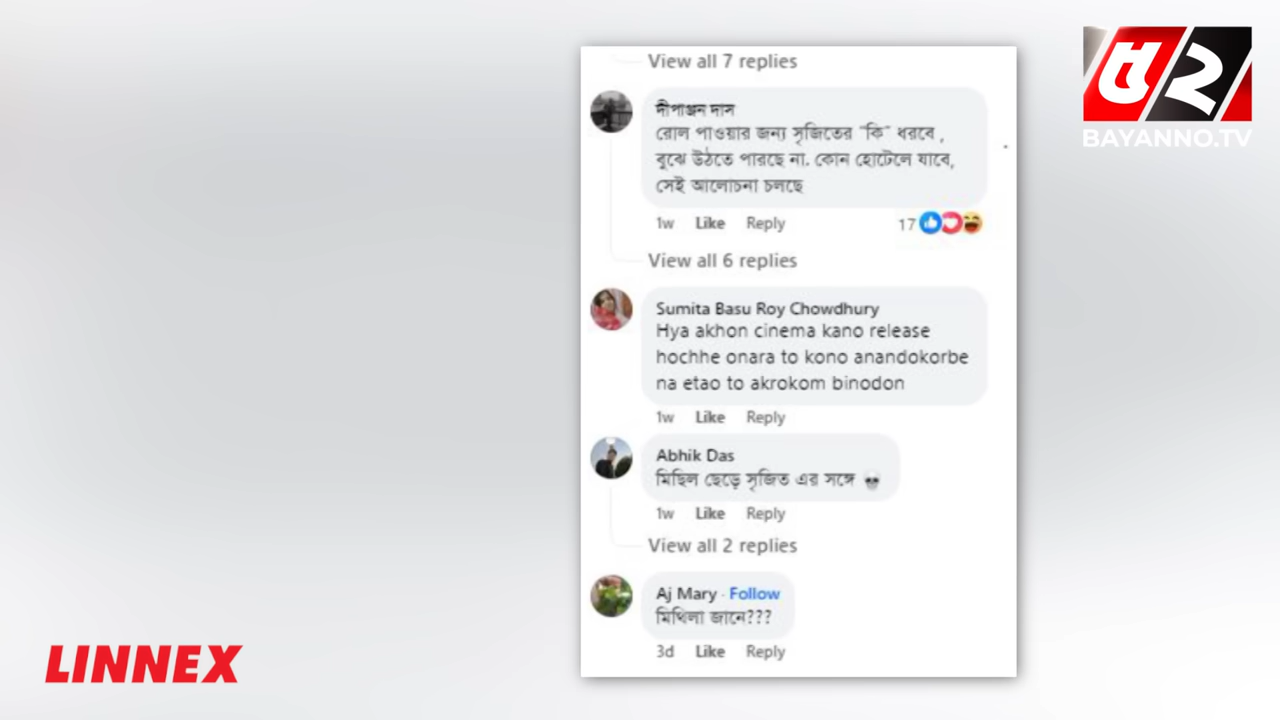 View all 7 replies
দীপাঞ্জন দাস
রোল পাওয়ার জন্য সৃজিতের "কি" ধরবে ,
বুঝে উঠতে পারছে না. কোন হোটেলে যাবে,
সেই আলোচনা চলছে
1w Like Reply 17
View all 6 replies
Sumita Basu Roy Chowdhury
Hya akhon cinema kano release
hochhe onara to kono anandokorbe
na etao to akrokom binodon
1w Like Reply
Abhik Das
মিছিল ছেড়ে সৃজিত এর সঙ্গে
1w Like Reply
View all 2 replies
Aj Mary · Follow
মিথিলা জানে???
3d Like Reply
৫২
BAYANNO.TV
LINNEX